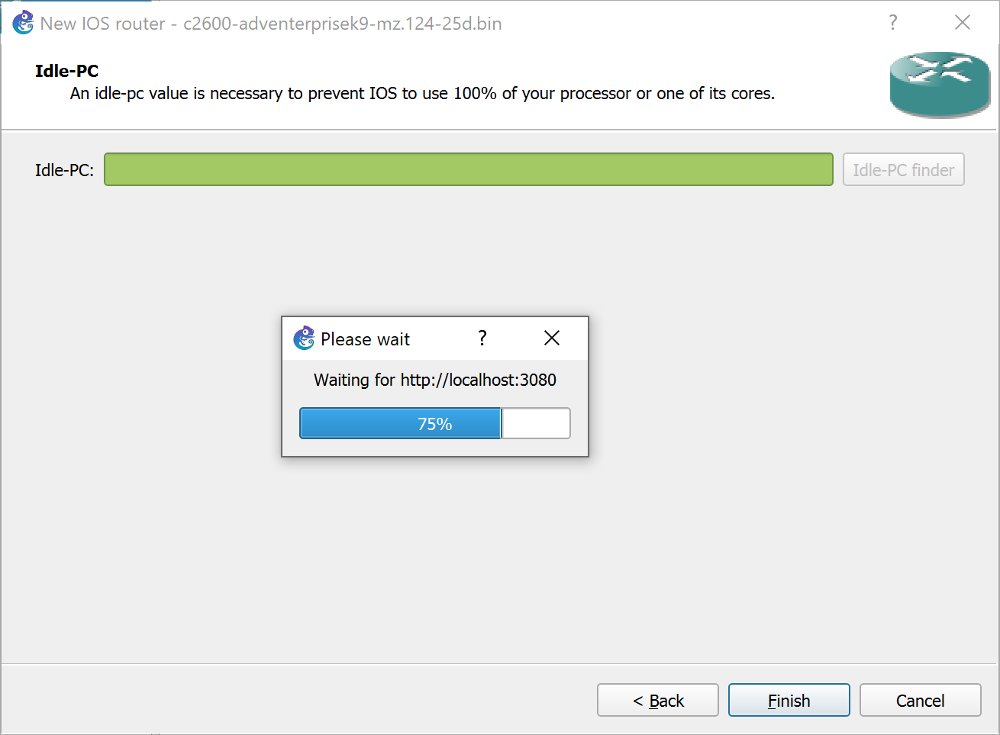 New IOS router - c2600-adventerprisek9-mz.124-25d.bin
?
Idle-PC
An idle-pc value is necessary to prevent IOS to use 100% of your processor or one of its cores.
Idle-PC:
Idle-PC finder
Please wait
?
Waiting for http://localhost:3080
75%
< Back
Finish
Cancel